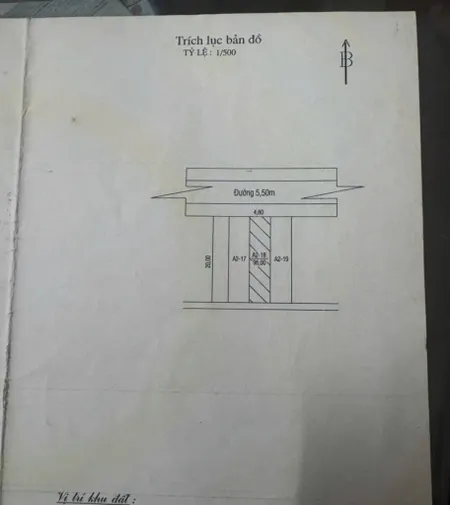 Trích lục bản đồ
TỶ LỆ : 1/500
B
Đường 5,50m
4,80
20,00
A2-17
A2-16
96,00
A2-15
Vị trí khu đất :